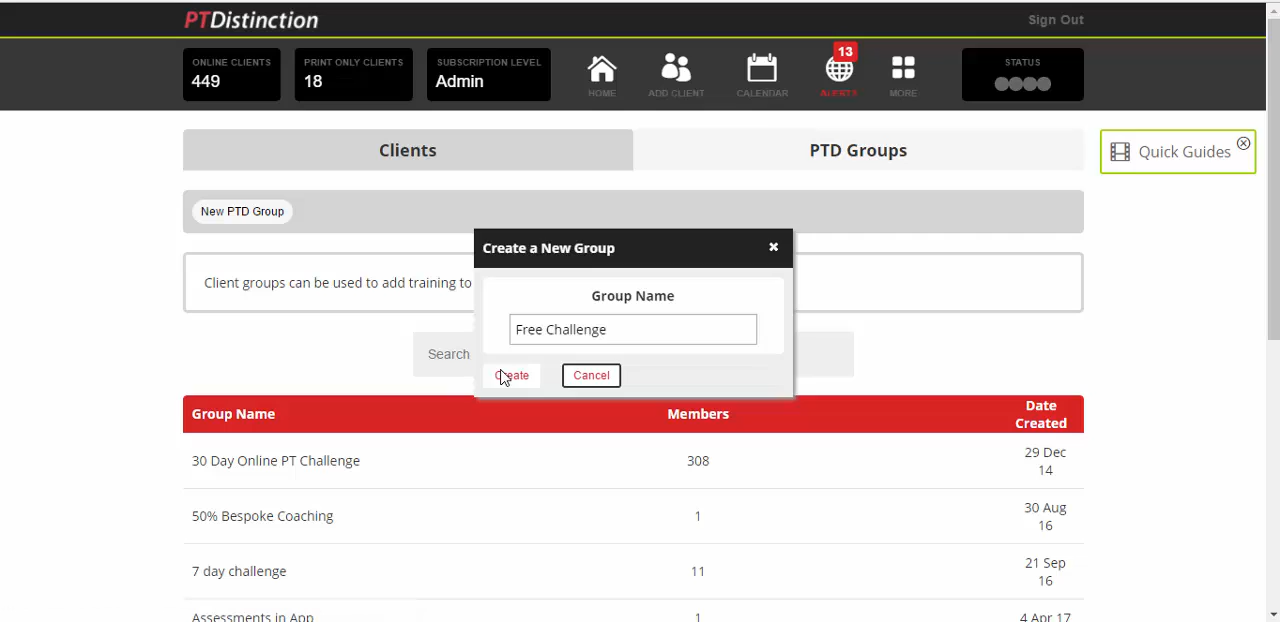 PTDistinction
Sign Out
ONLINE CLIENTS
449
PRINT ONLY CLIENTS
18
SUBSCRIPTION LEVEL
Admin
HOME
ADD CLIENT
CALENDAR
13
ALERTS
MORE
STATUS
Clients
PTD Groups
Quick Guides
New PTD Group
Create a New Group
Client groups can be used to add training to
Group Name
Free Challenge
Search
Create
Cancel
Group Name
Members
Date
Created
30 Day Online PT Challenge
308
29 Dec
14
50% Bespoke Coaching
1
30 Aug
16
7 day challenge
11
21 Sep
16
Assessments in App
1
4 Apr 17